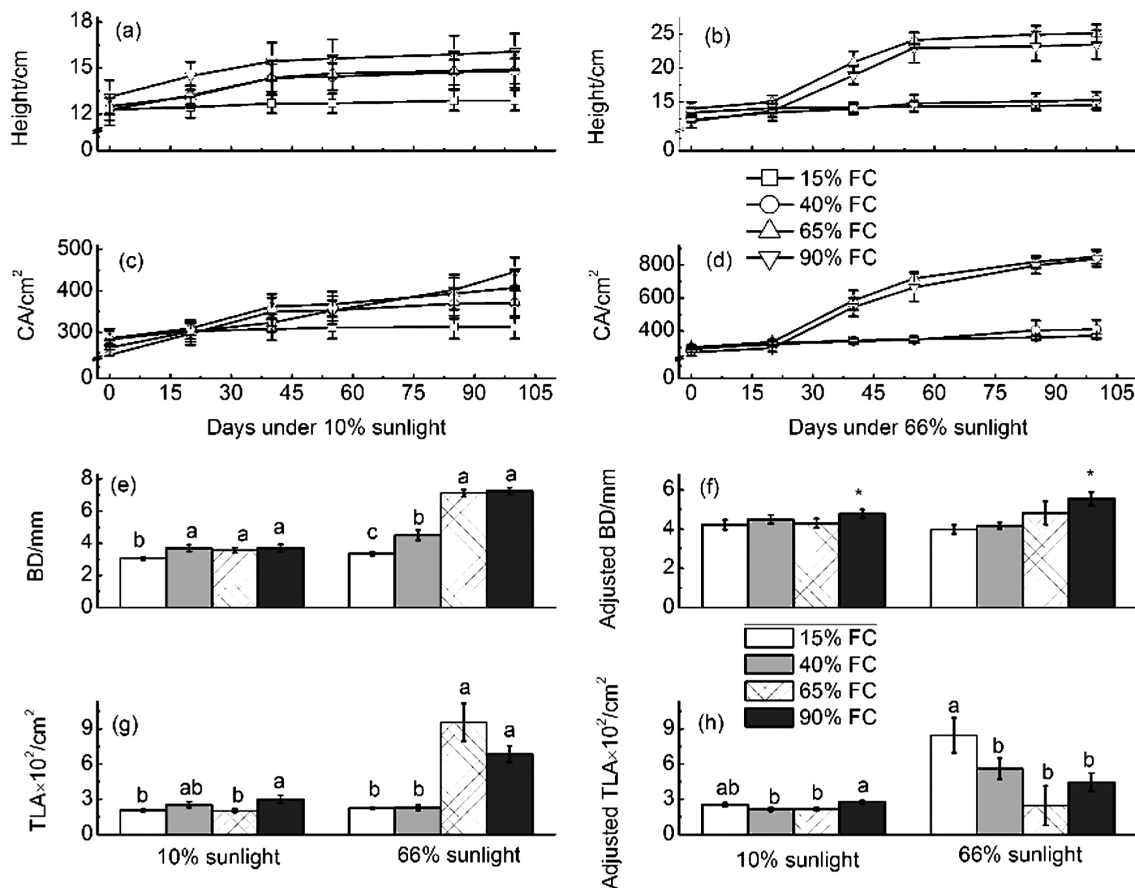 18
15
12
0
Height/cm
(a)
25
15
0
Height/cm
(b)
15% FC
40% FC
65% FC
90% FC
500
400
300
0
CA/cm²
(c)
0 15 30 45 60 75 90 105
Days under 10% sunlight
800
600
400
0
CA/cm²
(d)
0 15 30 45 60 75 90 105
Days under 66% sunlight
8
6
4
2
0
BD/mm
(e)
b a a a c b a a
6
4
2
0
Adjusted BD/mm
(f)
* *
15% FC
40% FC
65% FC
90% FC
9
6
3
0
TLA×10²/cm²
(g)
b ab b a b b a a
10% sunlight 66% sunlight
9
6
3
0
Adjusted TLA×10²/cm²
(h)
ab b b a a b b b
10% sunlight 66% sunlight